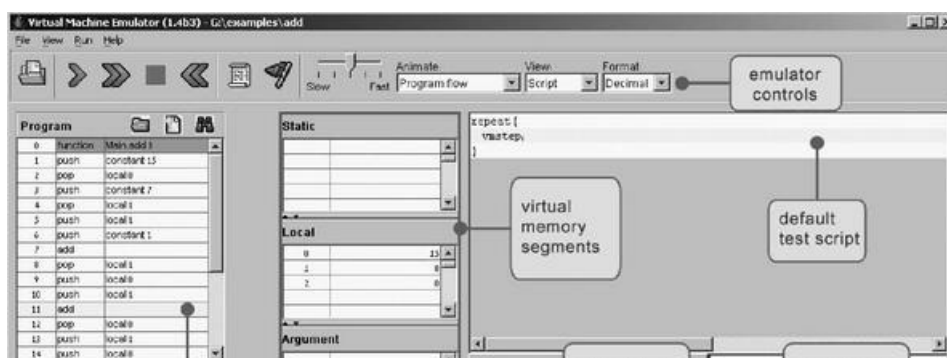 Virtual Machine Emulator (1.4b3) - G:\examples\add
File View Run Help
Animate: View: Format:
Slow Fast Program flow Script Decimal
emulator
controls
Program
0 function Main.add 3
1 push constant 15
2 pop local 0
3 push constant 7
4 pop local 1
5 push local 1
6 push constant 1
7 add
8 pop local 1
9 push local 0
10 push local 1
11 add
12 pop local 0
13 push local 1
14 push local 0
Static
Local
0 15
1 0
2 0
Argument
repeat {
vmstep;
}
virtual
memory
segments
default
test script